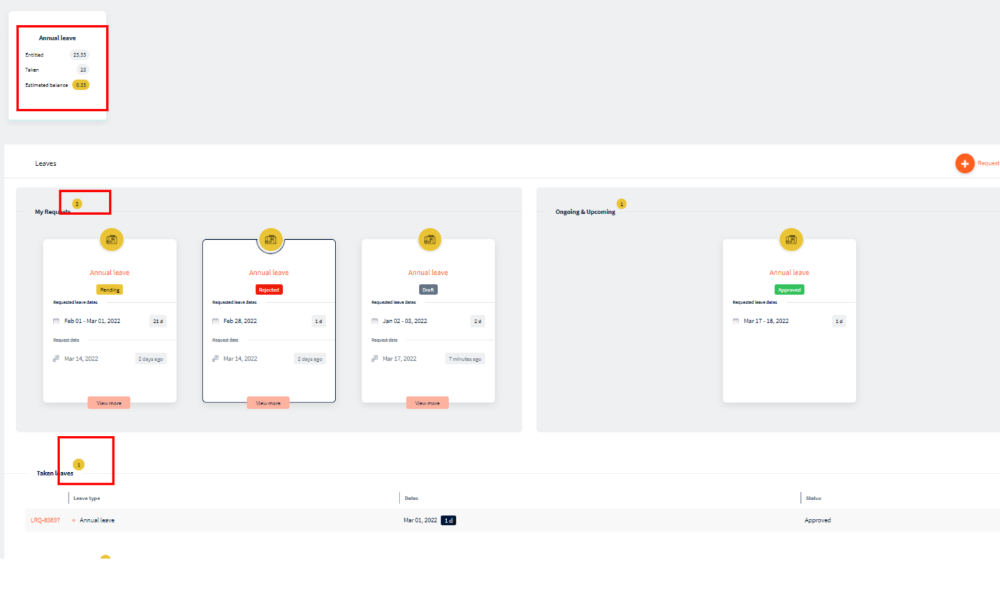 Annual leave
Entitled 23.33
Taken 23
Estimated balance 0.33
Leaves
+ Request
My Requests 3
Annual leave
Pending
Requested leave dates
Feb 01 - Mar 01, 2022 21 d
Request date
Mar 14, 2022 2 days ago
View more
Annual leave
Rejected
Requested leave dates
Feb 28, 2022 1 d
Request date
Mar 14, 2022 2 days ago
View more
Annual leave
Draft
Requested leave dates
Jan 02 - 03, 2022 2 d
Request date
Mar 17, 2022 7 minutes ago
View more
Ongoing & Upcoming 1
Annual leave
Approved
Requested leave dates
Mar 17 - 18, 2022 1 d
Taken leaves 1
Leave type Dates Status
LRQ-83897 Annual leave Mar 01, 2022 1 d Approved